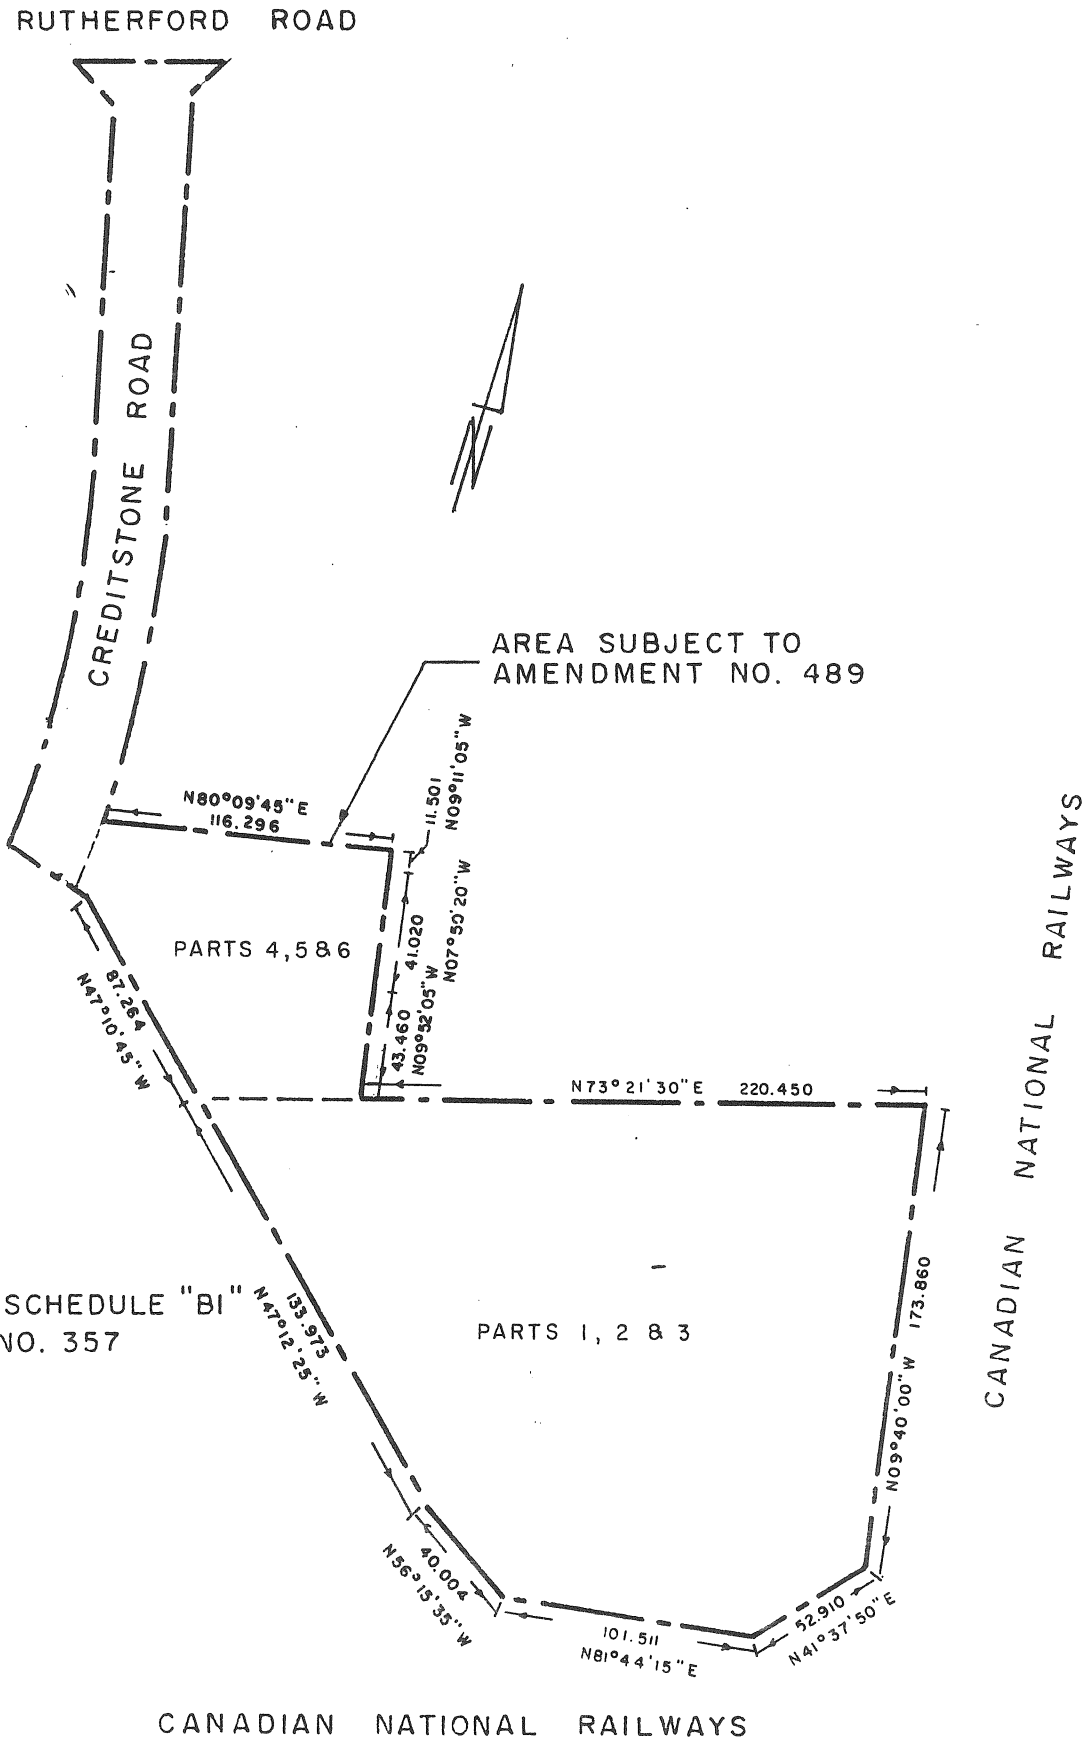 RUTHERFORD ROAD
CREDITSTONE ROAD
AREA SUBJECT TO
AMENDMENT NO. 489
N80°09'45"E
116.296
11.501
N09°11'05"W
41.020
N07°50'20"W
43.460
N09°52'05"W
PARTS 4,5&6
87.264
N47°10'45"W
N73°21'30"E 220.450
CANADIAN NATIONAL RAILWAYS
173.860
N09°40'00"W
SCHEDULE "B1"
NO. 357
133.973
N47°12'25"W
PARTS 1, 2 & 3
40.004
N56°15'35"W
101.511
N81°44'15"E
52.910
N41°37'50"E
CANADIAN NATIONAL RAILWAYS